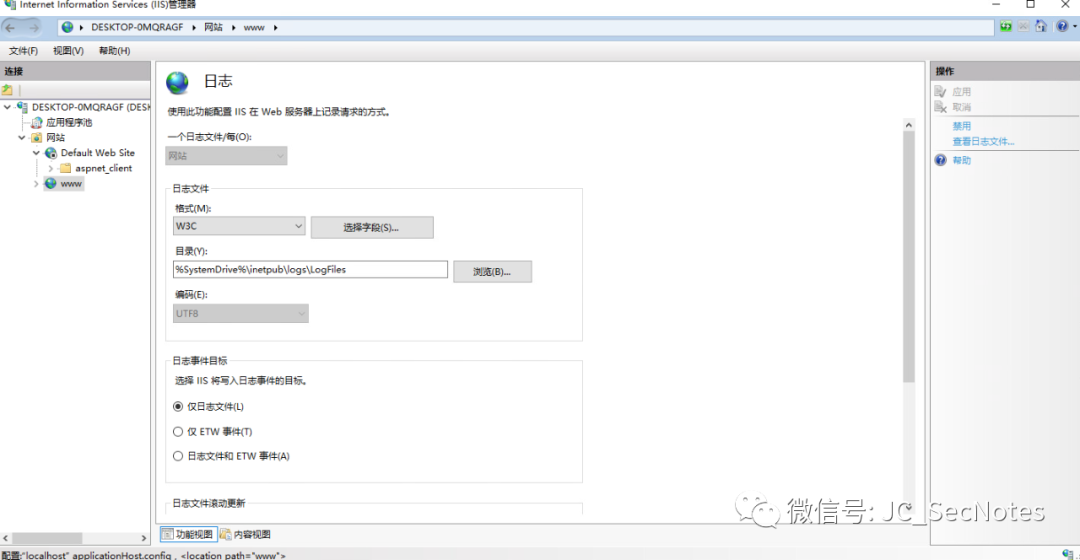 Internet Information Services (IIS)管理器
DESKTOP-0MQRAGF ▸ 网站 ▸ www ▸
文件(F) 视图(V) 帮助(H)
连接
DESKTOP-0MQRAGF (DESK
应用程序池
网站
Default Web Site
aspnet_client
www
日志
使用此功能配置 IIS 在 Web 服务器上记录请求的方式。
一个日志文件/每(O):
网站
日志文件
格式(M):
W3C 选择字段(S)...
目录(Y):
%SystemDrive%\inetpub\logs\LogFiles 浏览(B)...
编码(E):
UTF8
日志事件目标
选择 IIS 将写入日志事件的目标。
仅日志文件(L)
仅 ETW 事件(T)
日志文件和 ETW 事件(A)
日志文件滚动更新
功能视图 内容视图
操作
应用
取消
禁用
查看日志文件...
帮助
微信号: JC_SecNotes
配置:"localhost" applicationHost.config , <location path="www">